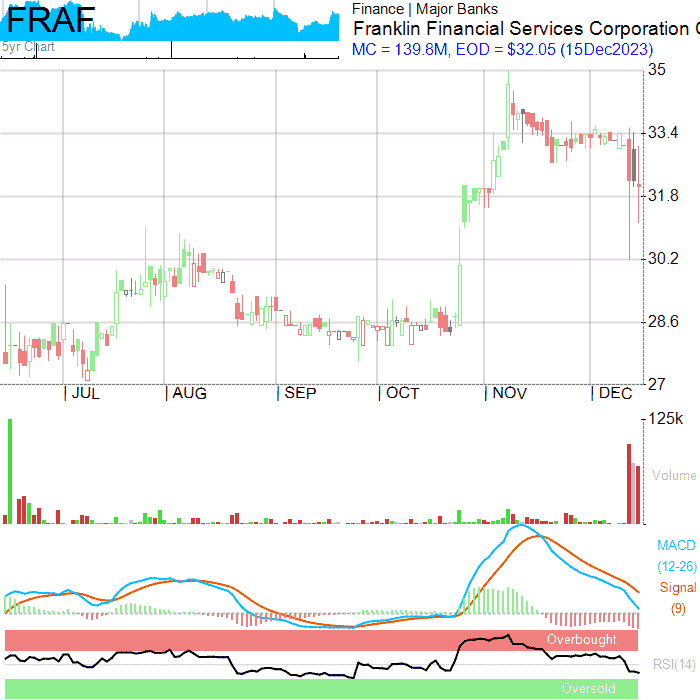 FRAF
5yr Chart
Finance | Major Banks
Franklin Financial Services Corporation
MC = 139.8M, EOD = $32.05 (15Dec2023)
35
33.4
31.8
30.2
28.6
27
JUL AUG SEP OCT NOV DEC
125k
Volume
MACD
(12-26)
Signal
(9)
Overbought
RSI(14)
Oversold